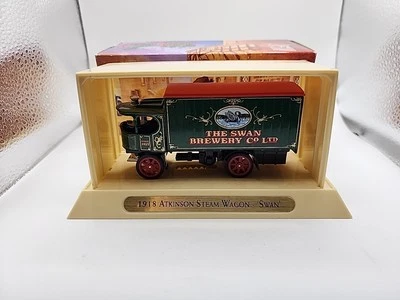 THE SWAN
BREWERY CO LTD
1918 ATKINSON STEAM WAGON "SWAN"